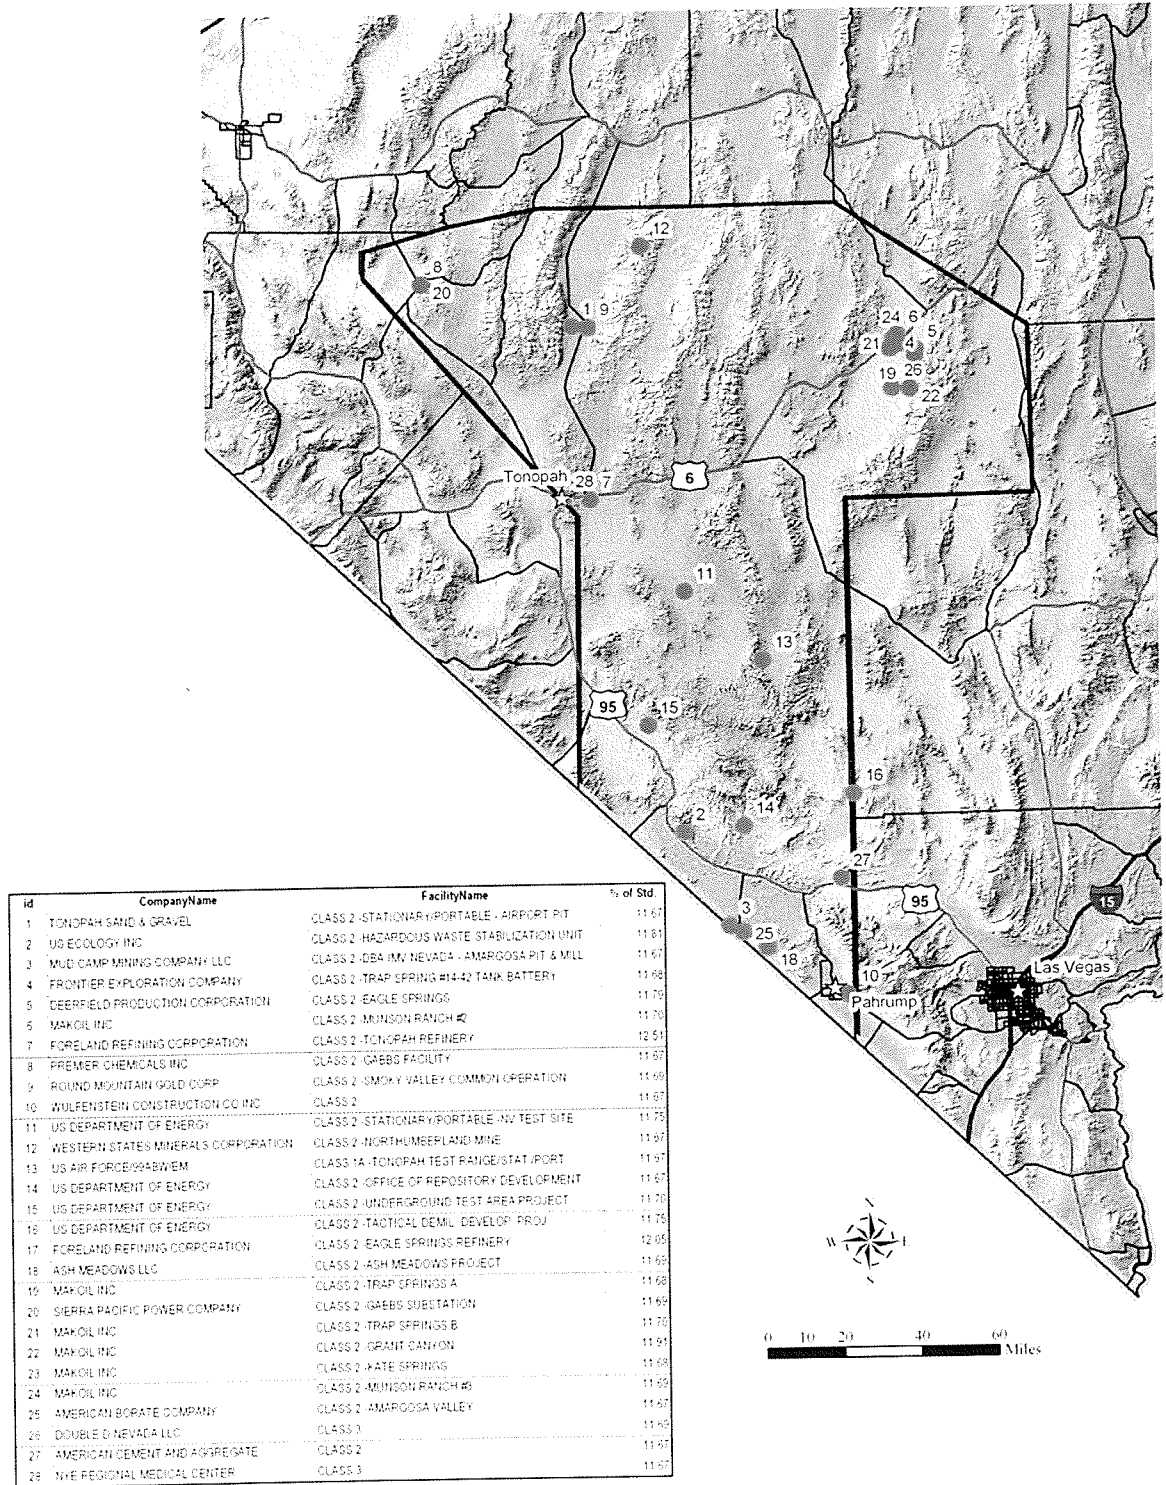 12
8
20
1 9
24 6
5
21 4
19 26
22
Tonopah 28 7
6
11
13
95
15
16
2 14
27
95
15
3
25
18
10
Las Vegas
Pahrump
N
W E
S
0 10 20 40 60
Miles
id CompanyName FacilityName % of Std.
1 TONOPAH SAND & GRAVEL CLASS 2 -STATIONARY/PORTABLE - AIRPORT PIT 11.67
2 US ECOLOGY INC CLASS 2 -HAZARDOUS WASTE STABILIZATION UNIT 11.81
3 MUD CAMP MINING COMPANY LLC CLASS 2 -DBA IMV NEVADA - AMARGOSA PIT & MILL 11.67
4 FRONTIER EXPLORATION COMPANY CLASS 2 -TRAP SPRING #14-42 TANK BATTERY 11.68
5 DEERFIELD PRODUCTION CORPORATION CLASS 2 -EAGLE SPRINGS 11.79
6 MAKOIL INC CLASS 2 -MUNSON RANCH #2 11.70
7 FORELAND REFINING CORPORATION CLASS 2 -TONOPAH REFINERY 12.51
8 PREMIER CHEMICALS INC CLASS 2 -GABBS FACILITY 11.67
9 ROUND MOUNTAIN GOLD CORP CLASS 2 -SMOKY VALLEY COMMON OPERATION 11.69
10 WULFENSTEIN CONSTRUCTION CO INC CLASS 2 11.67
11 US DEPARTMENT OF ENERGY CLASS 2 -STATIONARY/PORTABLE -NV TEST SITE 11.75
12 WESTERN STATES MINERALS CORPORATION CLASS 2 -NORTHUMBERLAND MINE 11.67
13 US AIR FORCE/99ABW/EM CLASS 1A -TONOPAH TEST RANGE/STAT /PORT 11.67
14 US DEPARTMENT OF ENERGY CLASS 2 -OFFICE OF REPOSITORY DEVELOPMENT 11.67
15 US DEPARTMENT OF ENERGY CLASS 2 -UNDERGROUND TEST AREA PROJECT 11.70
16 US DEPARTMENT OF ENERGY CLASS 2 -TACTICAL DEMIL DEVELOP PROJ 11.75
17 FORELAND REFINING CORPORATION CLASS 2 -EAGLE SPRINGS REFINERY 12.05
18 ASH MEADOWS LLC CLASS 2 -ASH MEADOWS PROJECT 11.69
19 MAKOIL INC CLASS 2 -TRAP SPRINGS A 11.68
20 SIERRA PACIFIC POWER COMPANY CLASS 2 -GABBS SUBSTATION 11.69
21 MAKOIL INC CLASS 2 -TRAP SPRINGS B 11.70
22 MAKOIL INC CLASS 2 -GRANT CANYON 11.91
23 MAKOIL INC CLASS 2 -KATE SPRINGS 11.68
24 MAKOIL INC CLASS 2 -MUNSON RANCH #3 11.69
25 AMERICAN BORATE COMPANY CLASS 2 -AMARGOSA VALLEY 11.67
26 DOUBLE D NEVADA LLC CLASS 3 11.69
27 AMERICAN CEMENT AND AGGREGATE CLASS 2 11.67
28 NYE REGIONAL MEDICAL CENTER CLASS 3 11.67